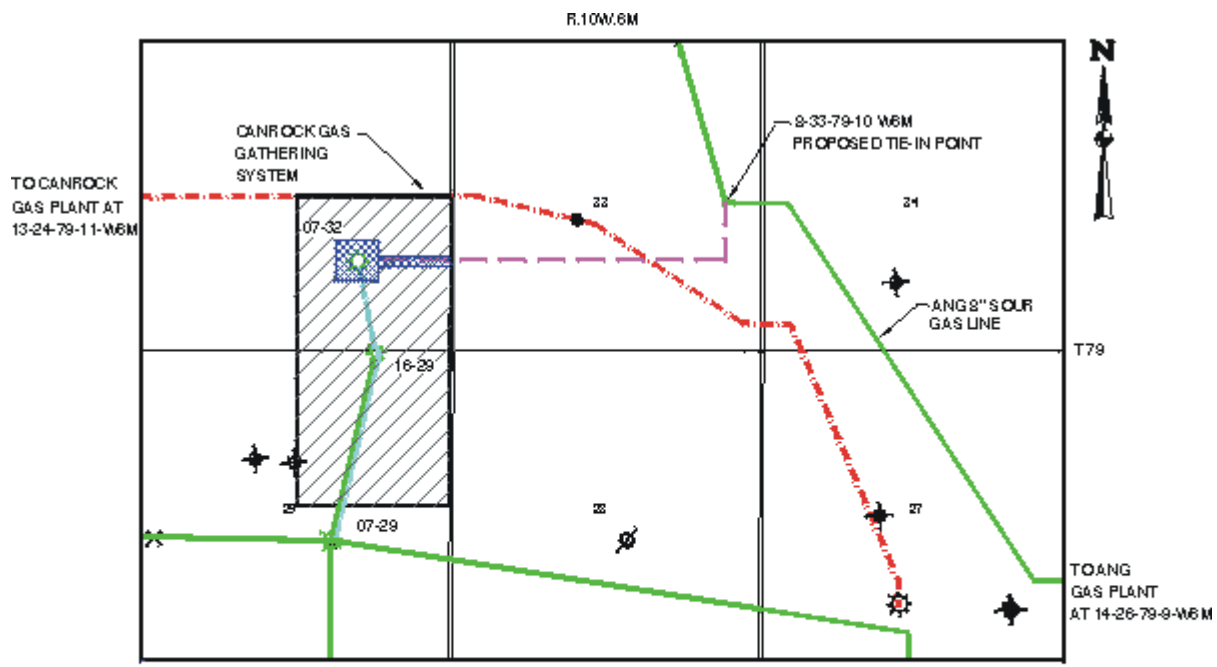 R.10W.6M
N
CANROCK GAS
GATHERING
SYSTEM
9-33-79-10 W6M
PROPOSED TIE-IN POINT
TO CANROCK
GAS PLANT AT
13-24-79-11-W6M
07-32
33
34
ANG 8" SOUR
GAS LINE
T79
16-29
29
28
27
07-29
TO ANG
GAS PLANT
AT 14-26-79-9-W6M